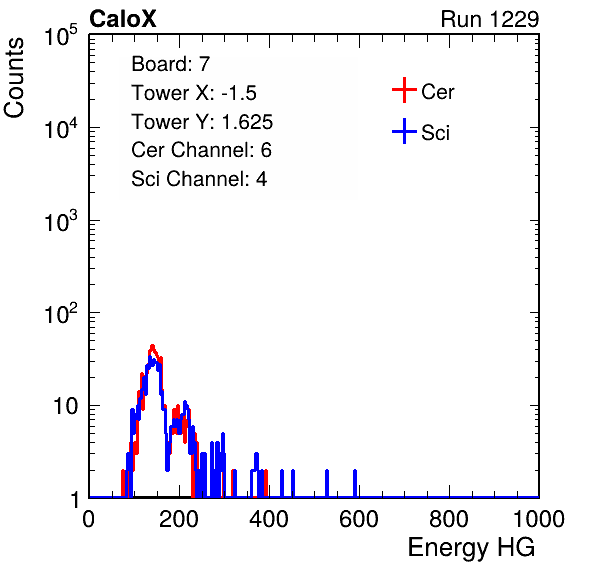 CaloX Run 1229
Counts
10^5
10^4
10^3
10^2
10
1
Board: 7
Tower X: -1.5
Tower Y: 1.625
Cer Channel: 6
Sci Channel: 4
Cer
Sci
0 200 400 600 800 1000
Energy HG